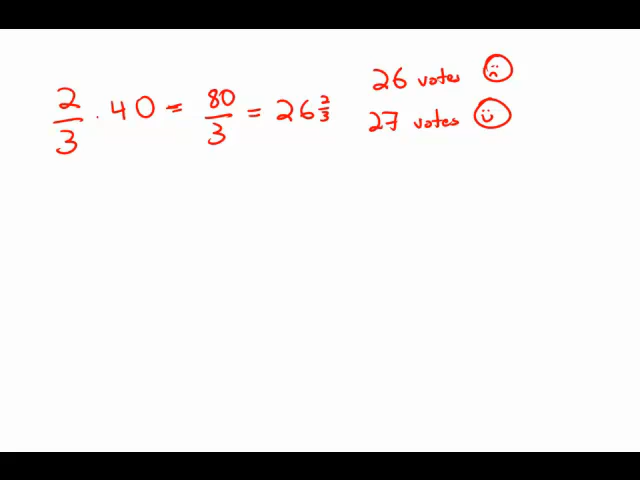 2/3 · 40 = 80/3 = 26 2/3
26 votes
27 votes